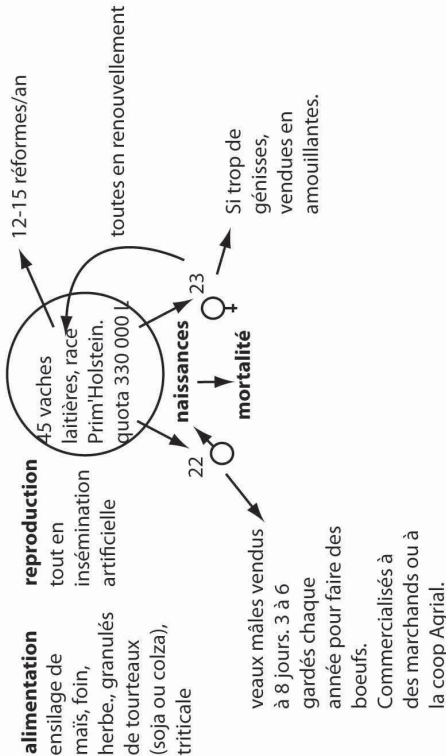 alimentation
ensilage de
maïs, foin,
herbe., granulés
de tourteaux
(soja ou colza),
triticale
reproduction
tout en
insémination
artificielle
45 vaches
laitières, race
Prim'Holstein.
quota 330 000 L
12-15 réformes/an
toutes en renouvellement
22
naissances
23
mortalité
veaux mâles vendus
à 8 jours. 3 à 6
gardés chaque
année pour faire des
boeufs.
Commercialisés à
des marchands ou à
la coop Agrial.
Si trop de
génisses,
vendues en
amouillantes.